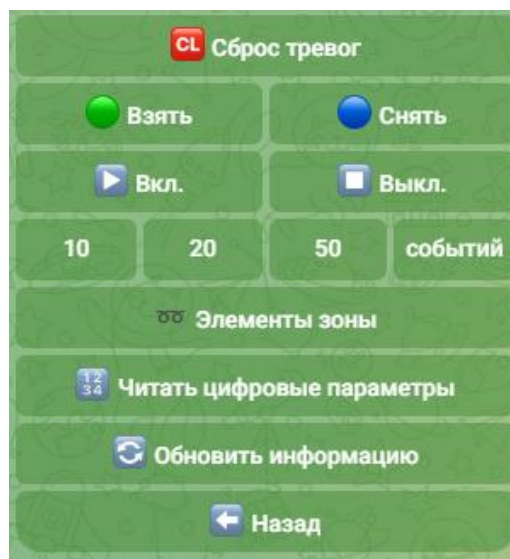 CL Сброс тревог
Взять Снять
Вкл. Выкл.
10 20 50 событий
Элементы зоны
1234 Читать цифровые параметры
Обновить информацию
Назад